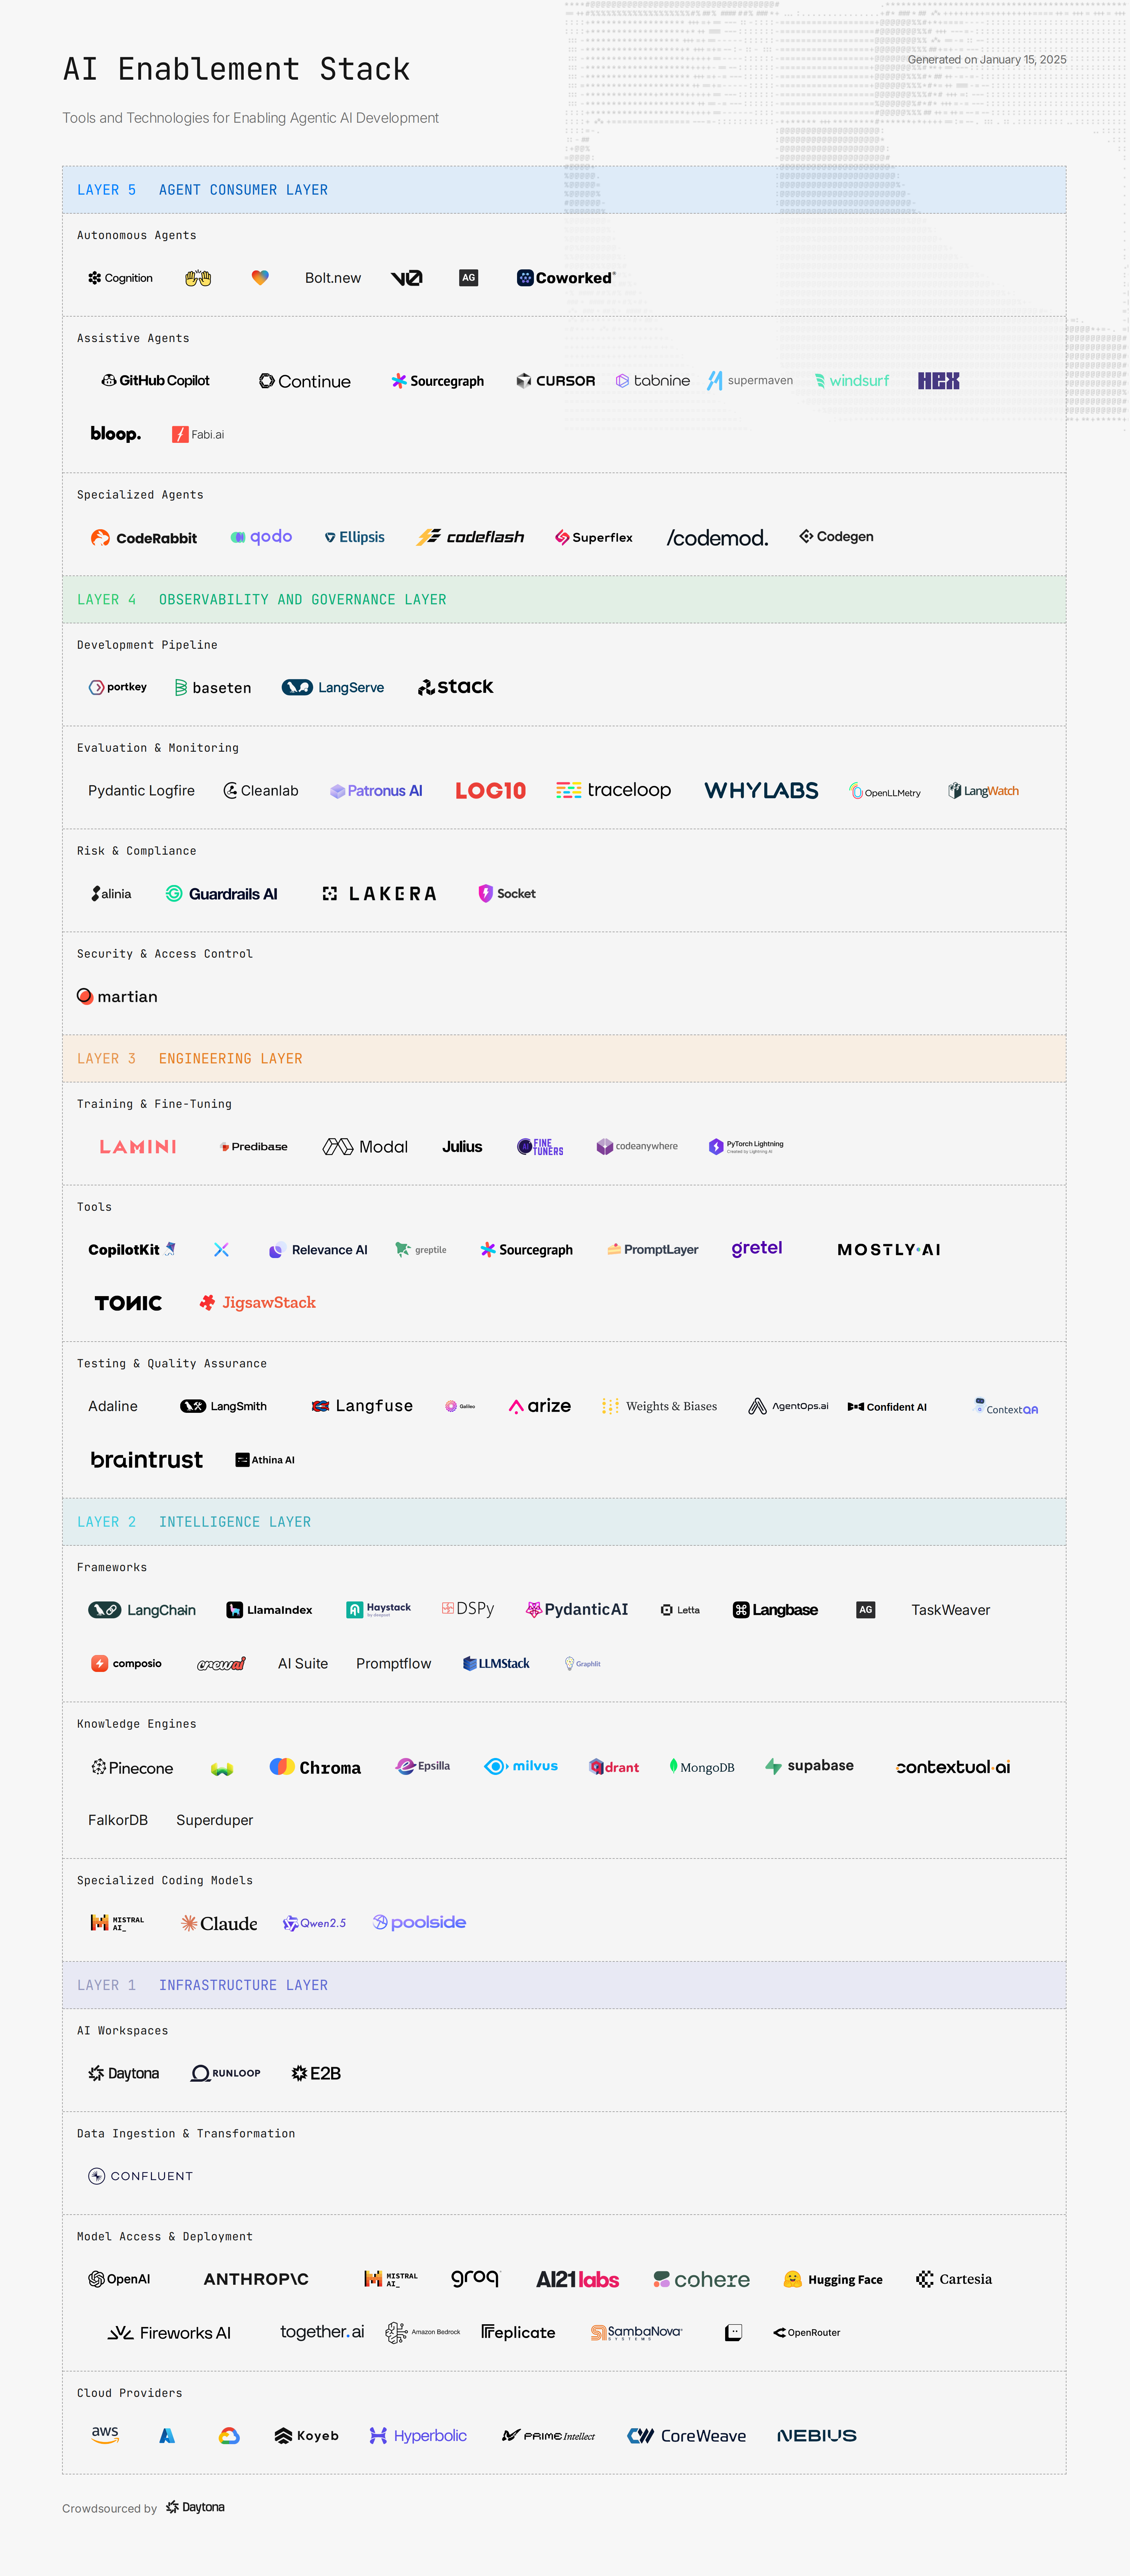 AI Enablement Stack
Generated on January 15, 2025
Tools and Technologies for Enabling Agentic AI Development
LAYER 5 AGENT CONSUMER LAYER
Autonomous Agents
Cognition Bolt.new v0 AG Coworked
Assistive Agents
GitHub Copilot Continue Sourcegraph CURSOR tabnine supermaven windsurf HEX
bloop. Fabi.ai
Specialized Agents
CodeRabbit qodo Ellipsis codeflash Superflex /codemod. Codegen
LAYER 4 OBSERVABILITY AND GOVERNANCE LAYER
Development Pipeline
portkey baseten LangServe stack
Evaluation & Monitoring
Pydantic Logfire Cleanlab Patronus AI LOG10 traceloop WHYLABS OpenLLMetry LangWatch
Risk & Compliance
alinia Guardrails AI LAKERA Socket
Security & Access Control
martian
LAYER 3 ENGINEERING LAYER
Training & Fine-Tuning
LAMINI Predibase Modal Julius FINE TUNERS codeanywhere PyTorch Lightning
Created by Lightning AI
Tools
CopilotKit Relevance AI greptile Sourcegraph PromptLayer gretel MOSTLY·AI
TONIC JigsawStack
Testing & Quality Assurance
Adaline LangSmith Langfuse Galileo arize Weights & Biases AgentOps.ai Confident AI ContextQA
braintrust Athina AI
LAYER 2 INTELLIGENCE LAYER
Frameworks
LangChain LlamaIndex Haystack by deepset DSPy PydanticAI Letta Langbase AG TaskWeaver
composio crewai AI Suite Promptflow LLMStack Graphlit
Knowledge Engines
Pinecone Chroma Epsilla milvus qdrant MongoDB supabase contextual·ai
FalkorDB Superduper
Specialized Coding Models
MISTRAL AI_ Claude Qwen2.5 poolside
LAYER 1 INFRASTRUCTURE LAYER
AI Workspaces
Daytona RUNLOOP E2B
Data Ingestion & Transformation
CONFLUENT
Model Access & Deployment
OpenAI ANTHROP\C MISTRAL AI_ groq AI21labs cohere Hugging Face Cartesia
Fireworks AI together.ai Amazon Bedrock Replicate SambaNova SYSTEMS OpenRouter
Cloud Providers
aws Koyeb Hyperbolic PRIME Intellect CoreWeave NEBIUS
Crowdsourced by Daytona